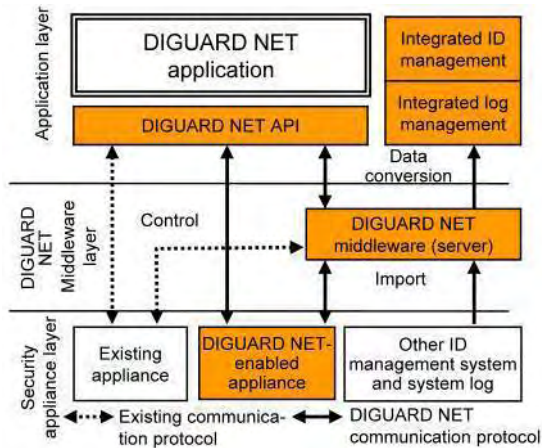 Application layer
DIGUARD NET
application
Integrated ID
management
Integrated log
management
DIGUARD NET API
Data
conversion
DIGUARD
NET
Middleware
layer
Control
DIGUARD NET
middleware (server)
Import
Security
appliance layer
Existing
appliance
DIGUARD NET-
enabled
appliance
Other ID
management system
and system log
Existing communica-
tion protocol
DIGUARD NET
communication protocol